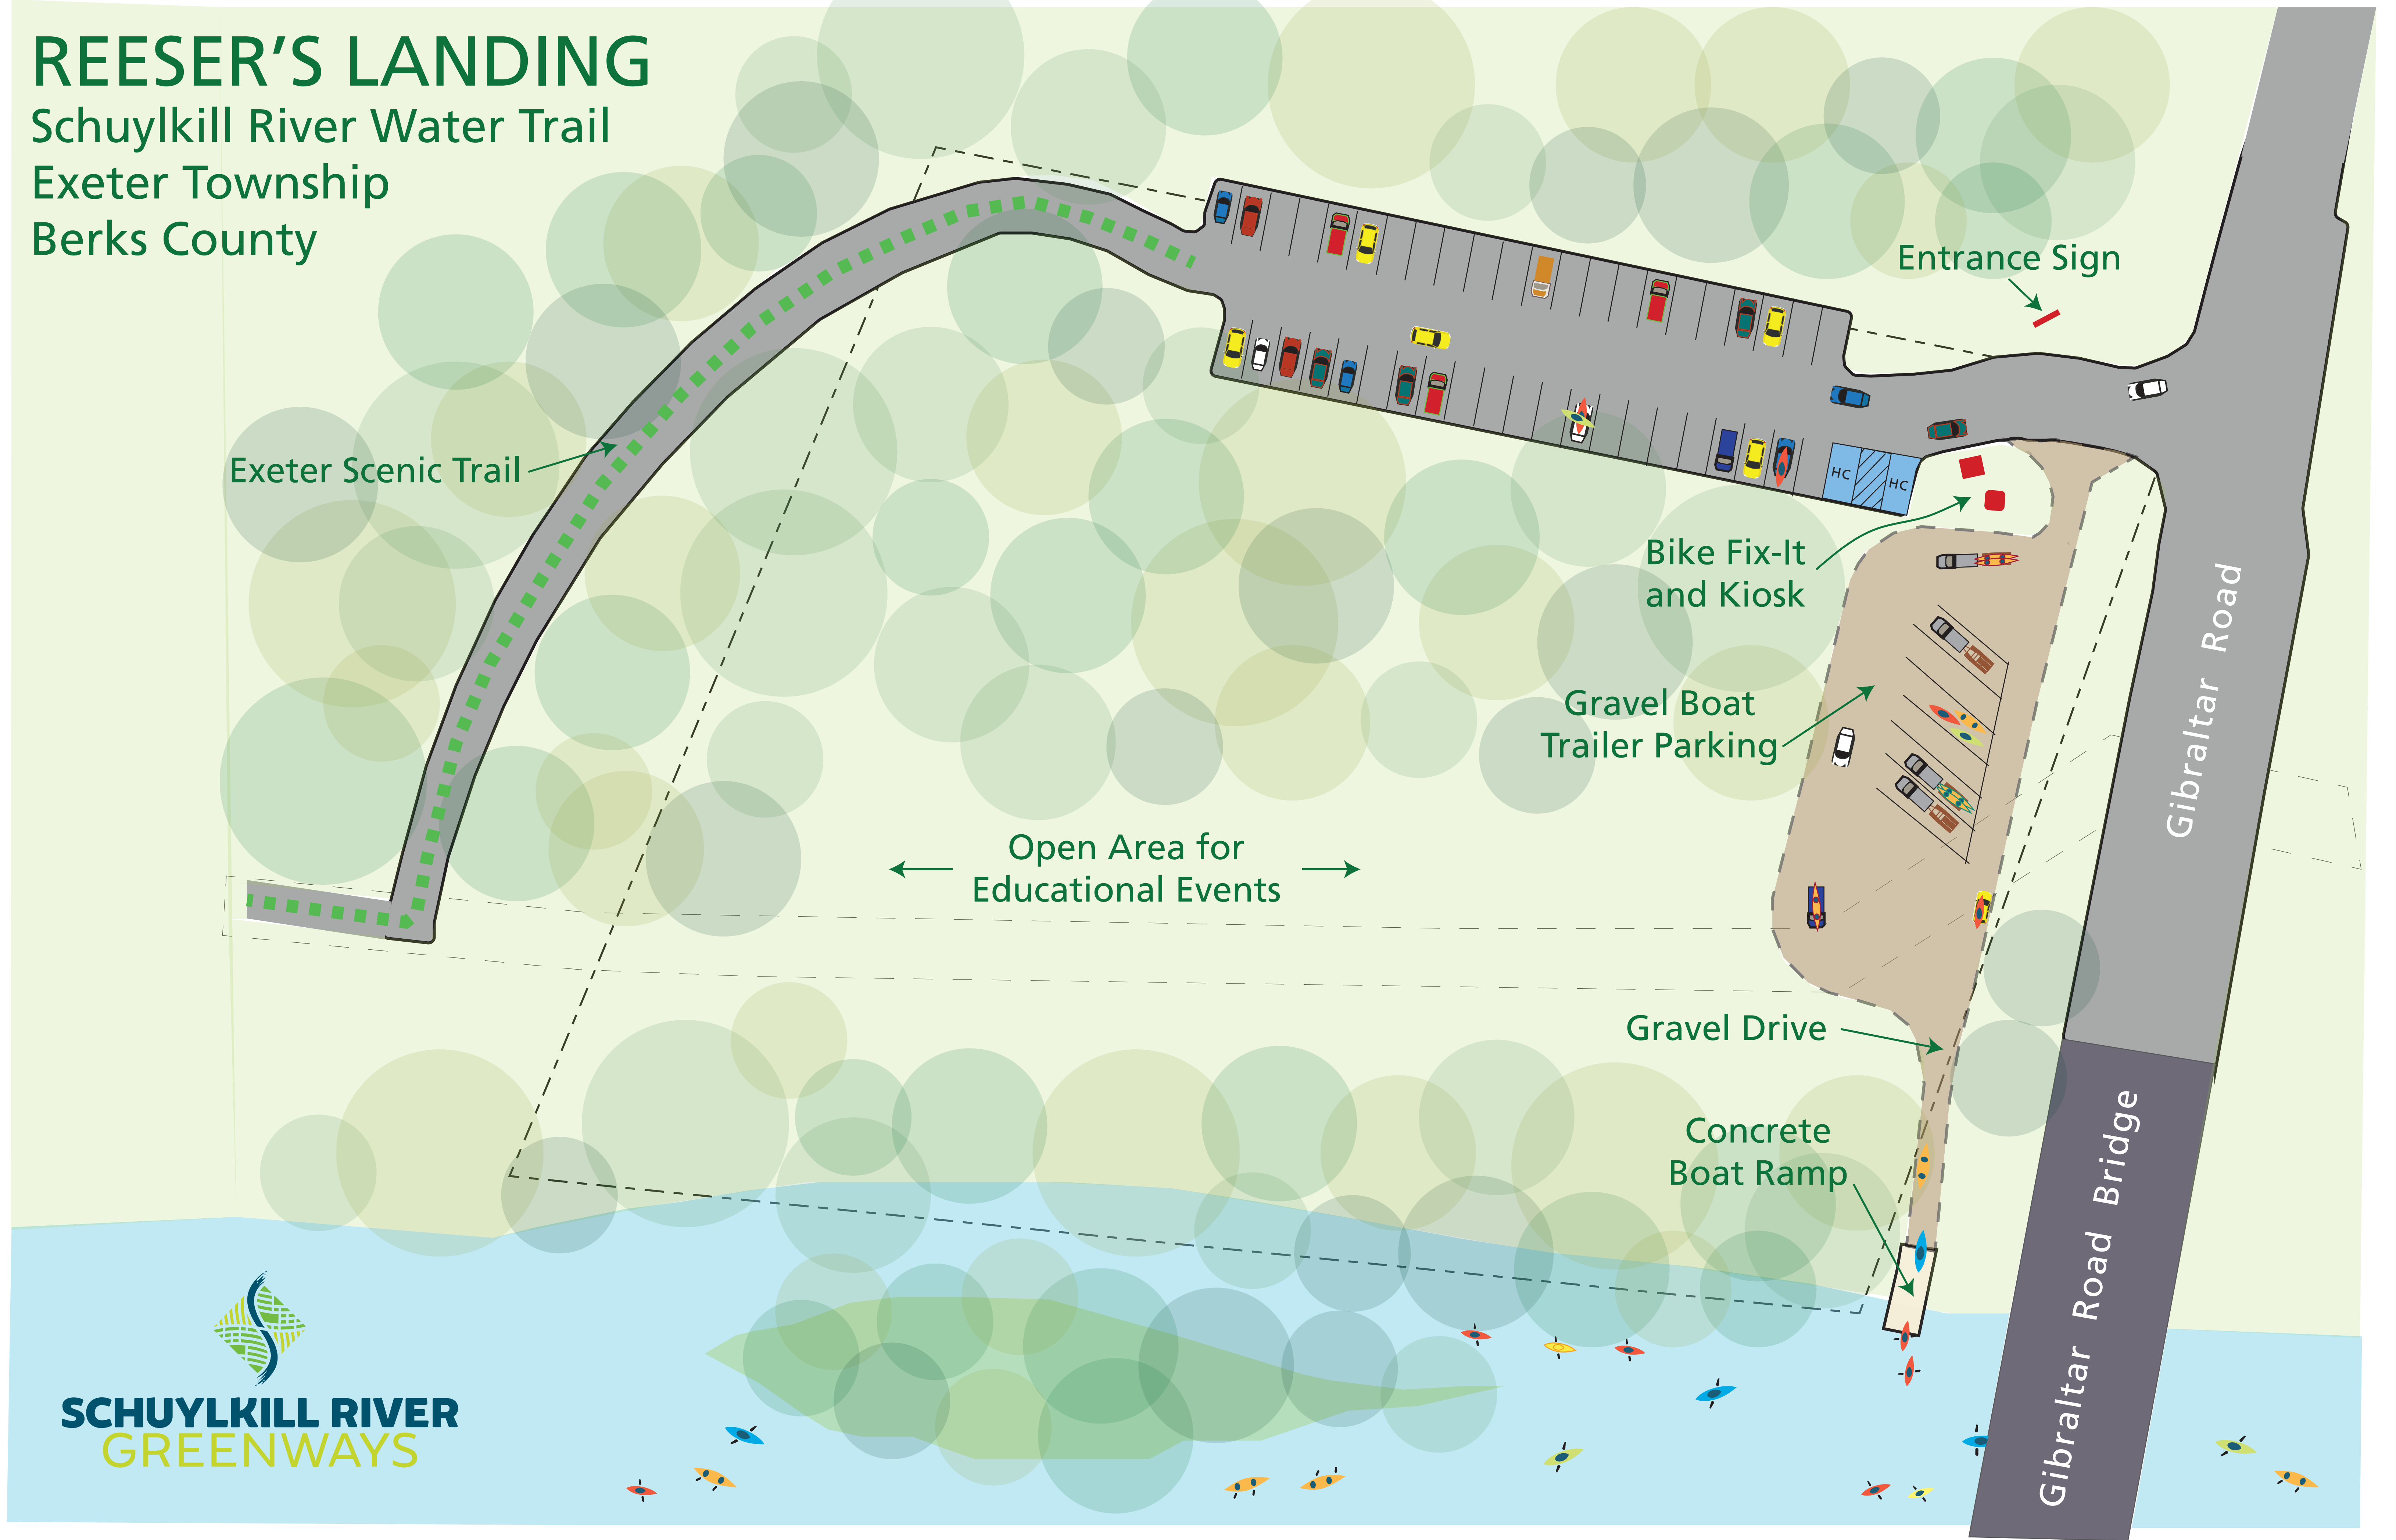 REESER'S LANDING
Schuylkill River Water Trail
Exeter Township
Berks County
Entrance Sign
Exeter Scenic Trail
HC
HC
Bike Fix-It
and Kiosk
Gravel Boat
Trailer Parking
Gibraltar Road
Open Area for
Educational Events
Gravel Drive
Concrete
Boat Ramp
Gibraltar Road Bridge
SCHUYLKILL RIVER
GREENWAYS